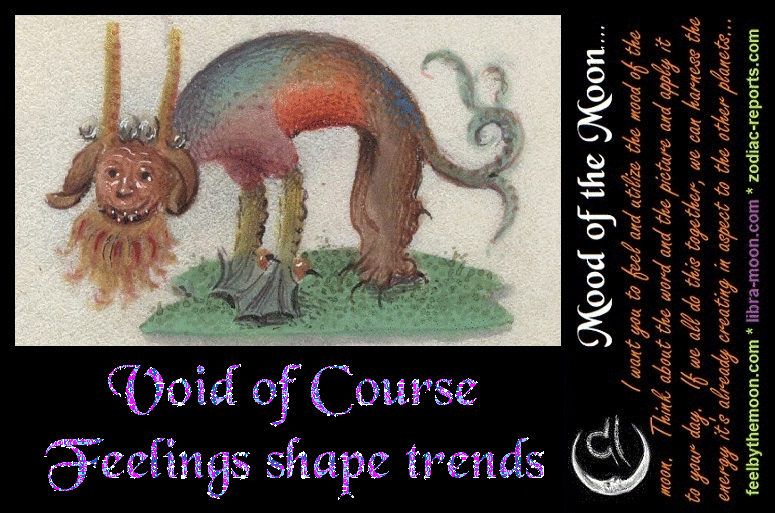 Void of Course
Feelings shape trends
Mood of the Moon....
I want you to feel and utilize the mood of the
moon. Think about the word and the picture and apply it
to your day. If we all do this together, we can harness the
energy it's already creating in aspect to the other planets...
feelbythemoon.com * libra-moon.com * zodiac-reports.com